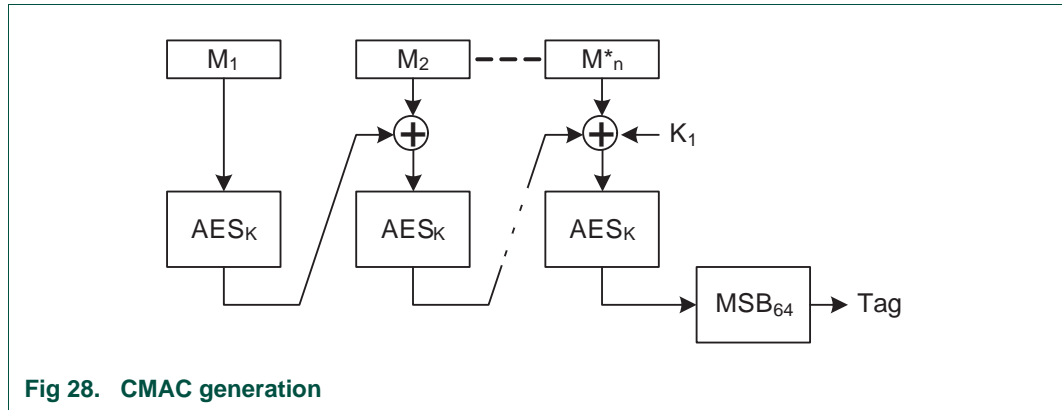 M₁
M₂
M*ₙ
K₁
AESₖ
AESₖ
AESₖ
MSB₆₄
Tag
Fig 28. CMAC generation